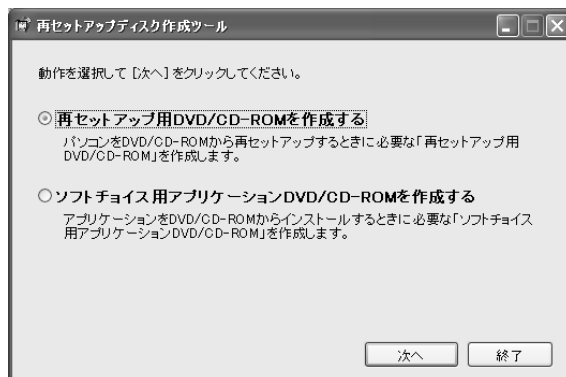 再セットアップディスク作成ツール
動作を選択して [次へ] をクリックしてください。
再セットアップ用DVD/CD-ROMを作成する
パソコンをDVD/CD-ROMから再セットアップするときに必要な「再セットアップ用
DVD/CD-ROM」を作成します。
ソフトチョイス用アプリケーションDVD/CD-ROMを作成する
アプリケーションをDVD/CD-ROMからインストールするときに必要な「ソフトチョイス
用アプリケーションDVD/CD-ROM」を作成します。
次へ
終了